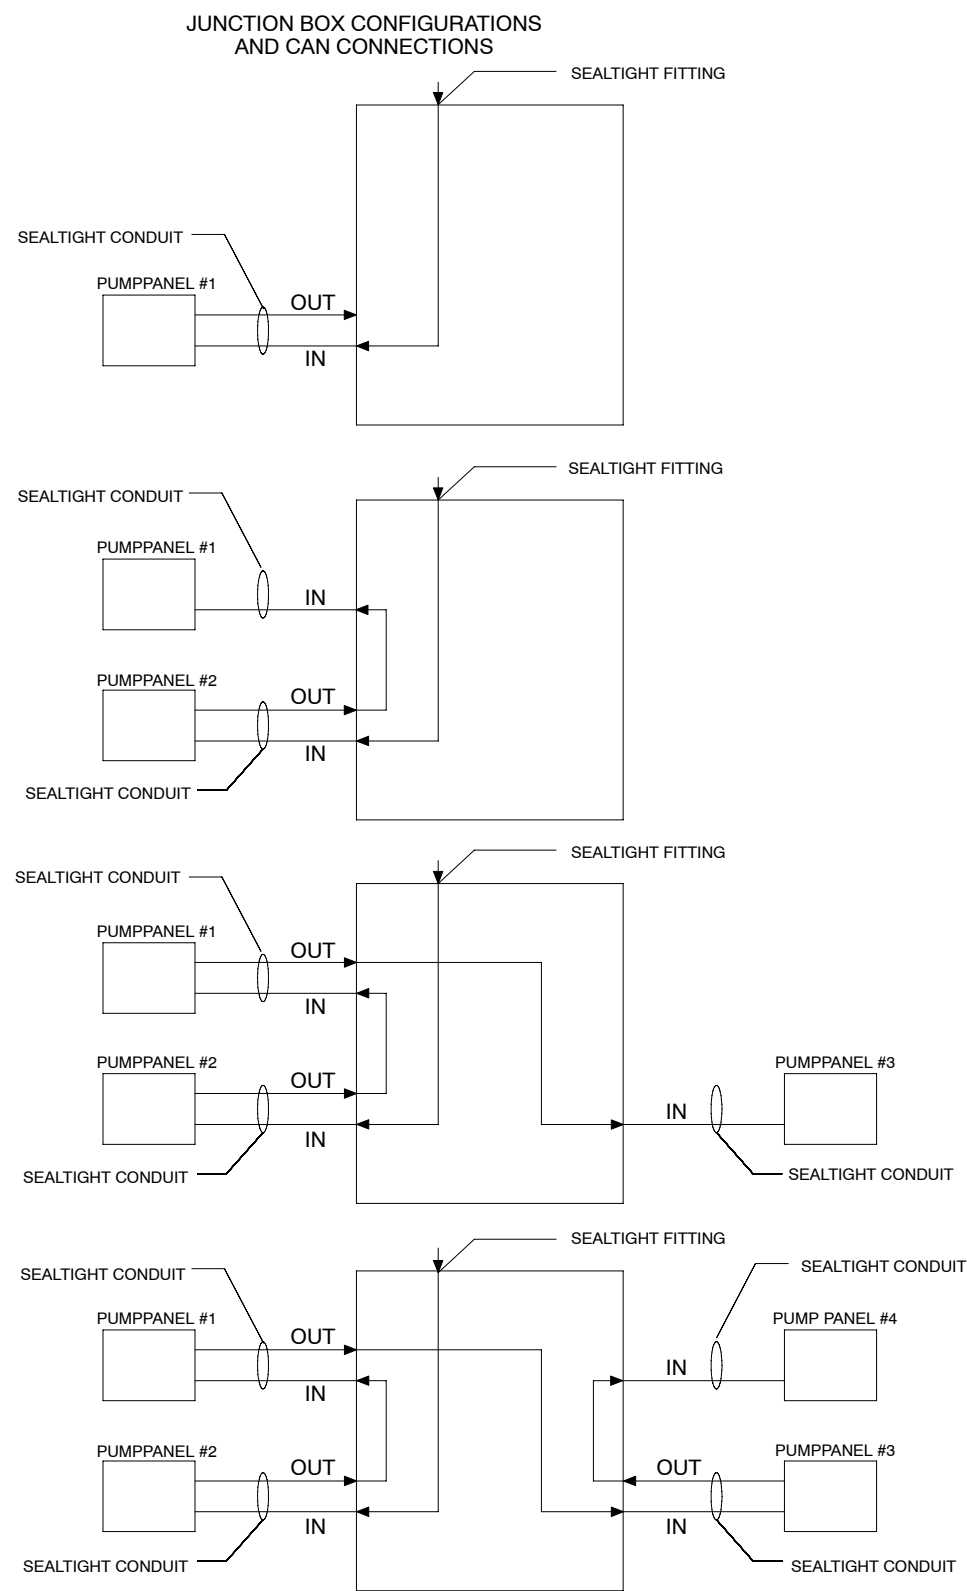 JUNCTION BOX CONFIGURATIONS
AND CAN CONNECTIONS
SEALTIGHT FITTING
SEALTIGHT CONDUIT
PUMPPANEL #1
OUT
IN
SEALTIGHT FITTING
SEALTIGHT CONDUIT
PUMPPANEL #1
IN
PUMPPANEL #2
OUT
IN
SEALTIGHT CONDUIT
SEALTIGHT FITTING
SEALTIGHT CONDUIT
PUMPPANEL #1
OUT
IN
PUMPPANEL #2
OUT
IN
SEALTIGHT CONDUIT
PUMPPANEL #3
IN
SEALTIGHT CONDUIT
SEALTIGHT FITTING
SEALTIGHT CONDUIT
PUMPPANEL #1
OUT
IN
PUMPPANEL #2
OUT
IN
SEALTIGHT CONDUIT
SEALTIGHT CONDUIT
PUMP PANEL #4
IN
PUMPPANEL #3
OUT
IN
SEALTIGHT CONDUIT